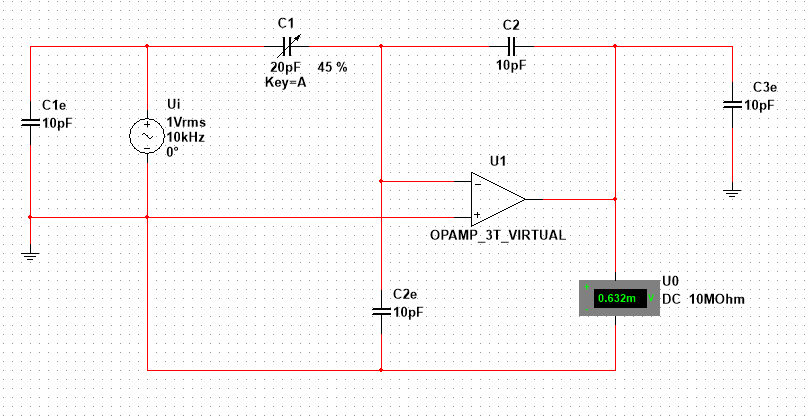 C1
C2
20pF 45 %
Key=A
10pF
C1e
10pF
Ui
1Vrms
10kHz
0°
C3e
10pF
U1
OPAMP_3T_VIRTUAL
C2e
10pF
U0
0.632m V
DC 10MOhm